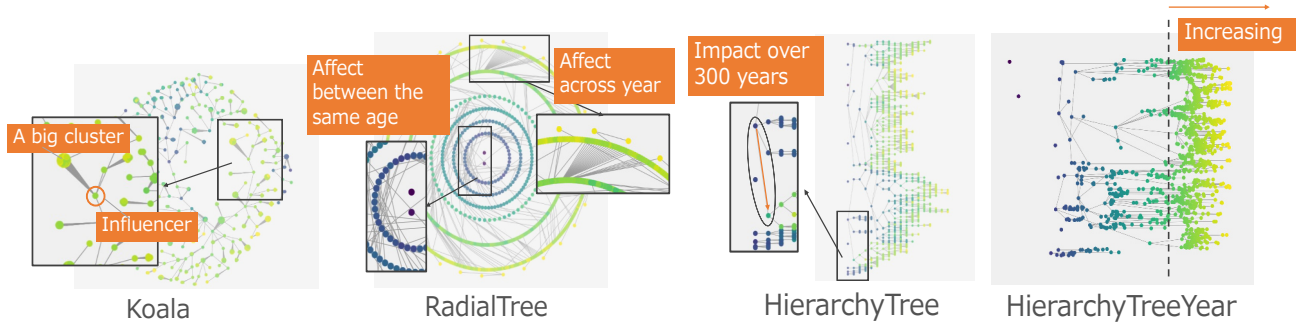 A big cluster
Influencer
Koala
Affect
between the
same age
Affect
across year
RadialTree
Impact over
300 years
HierarchyTree
Increasing
HierarchyTreeYear